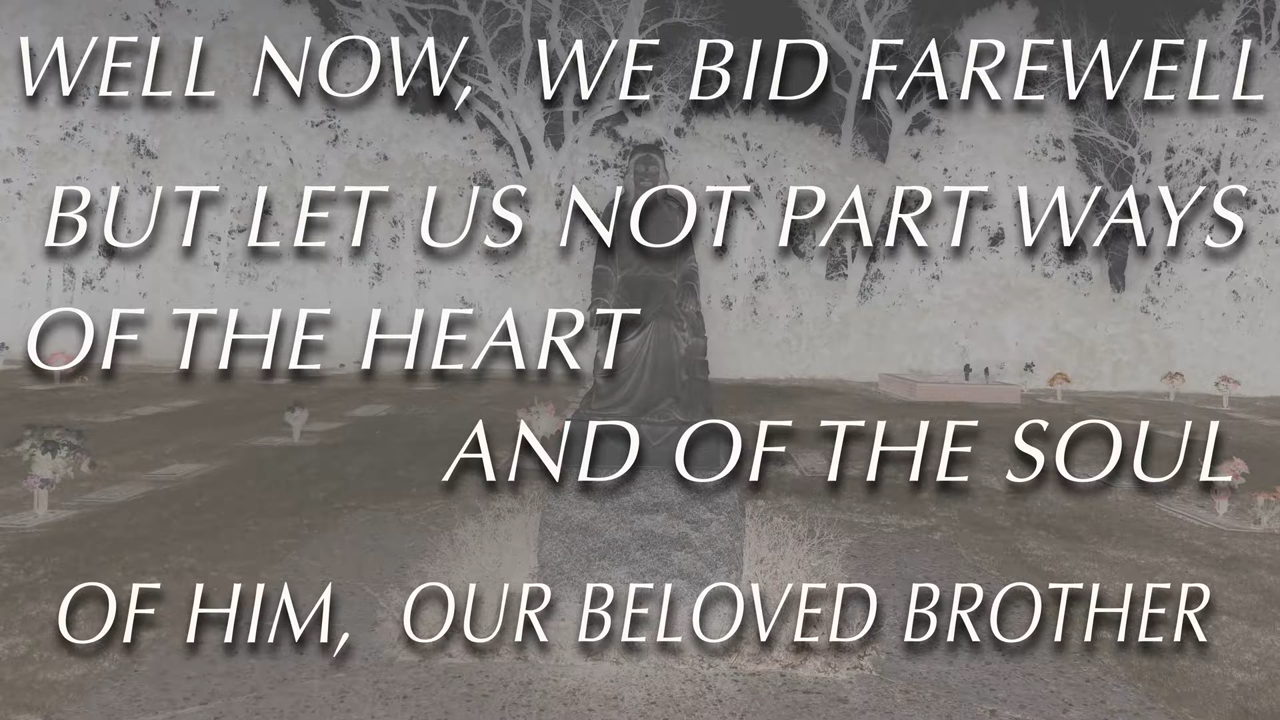 WELL NOW, WE BID FAREWELL
BUT LET US NOT PART WAYS
OF THE HEART
AND OF THE SOUL
OF HIM, OUR BELOVED BROTHER